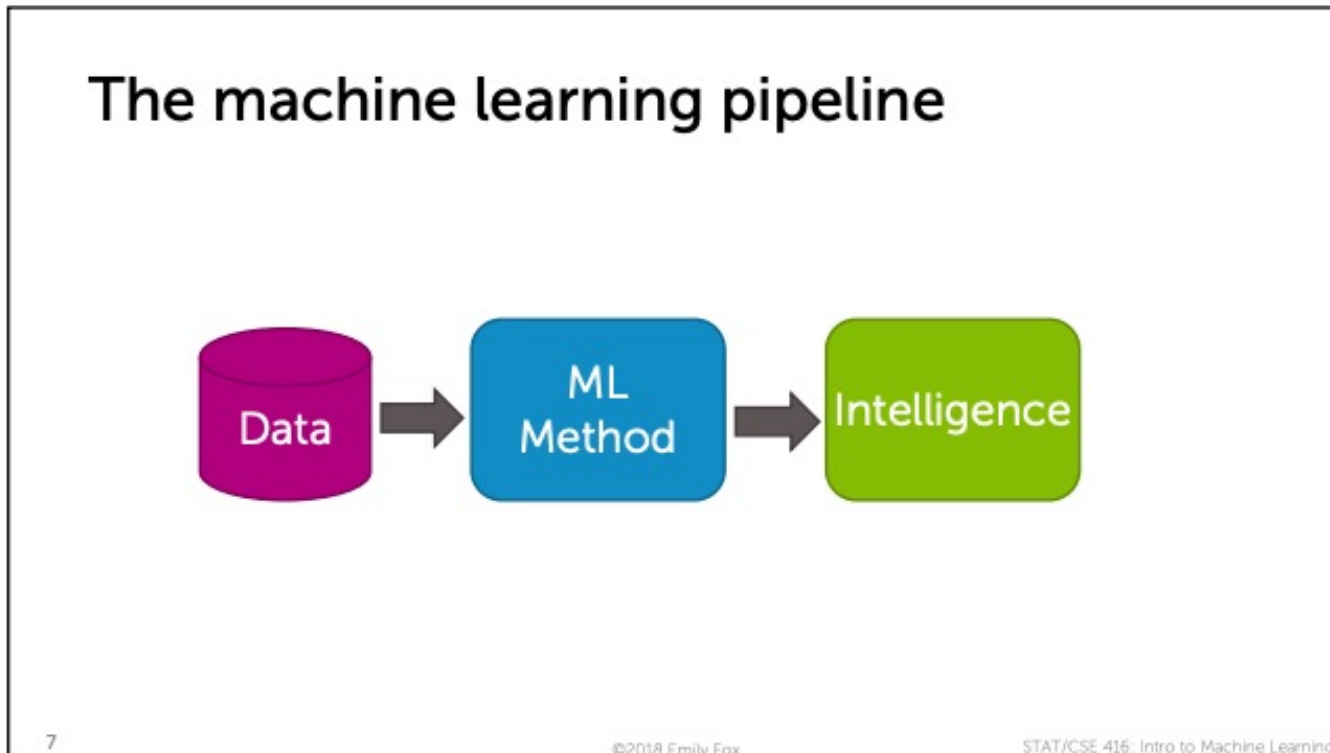 The machine learning pipeline
Data
ML
Method
Intelligence
7
©2018 Emily Fox
STAT/CSE 416: Intro to Machine Learning